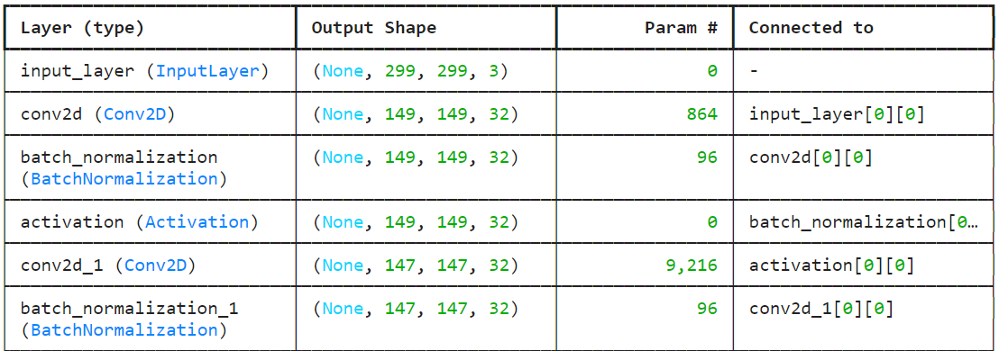 Layer (type) Output Shape Param # Connected to
input_layer (InputLayer) (None, 299, 299, 3) 0 -
conv2d (Conv2D) (None, 149, 149, 32) 864 input_layer[0][0]
batch_normalization (None, 149, 149, 32) 96 conv2d[0][0]
(BatchNormalization)
activation (Activation) (None, 149, 149, 32) 0 batch_normalization[0…
conv2d_1 (Conv2D) (None, 147, 147, 32) 9,216 activation[0][0]
batch_normalization_1 (None, 147, 147, 32) 96 conv2d_1[0][0]
(BatchNormalization)